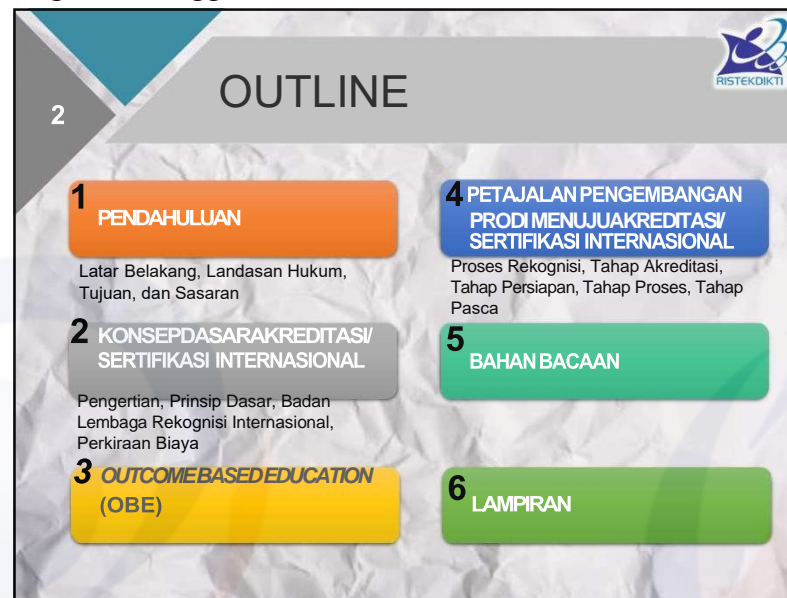 2
OUTLINE
RISTEKDIKTI
1
PENDAHULUAN
Latar Belakang, Landasan Hukum,
Tujuan, dan Sasaran
2
KONSEPDASARAKREDITASI/
SERTIFIKASI INTERNASIONAL
Pengertian, Prinsip Dasar, Badan
Lembaga Rekognisi Internasional,
Perkiraan Biaya
3
OUTCOMEBASEDEDUCATION
(OBE)
4
PETAJALAN PENGEMBANGAN
PRODI MENUJUAKREDITASI/
SERTIFIKASI INTERNASIONAL
Proses Rekognisi, Tahap Akreditasi,
Tahap Persiapan, Tahap Proses, Tahap
Pasca
5
BAHAN BACAAN
6
LAMPIRAN